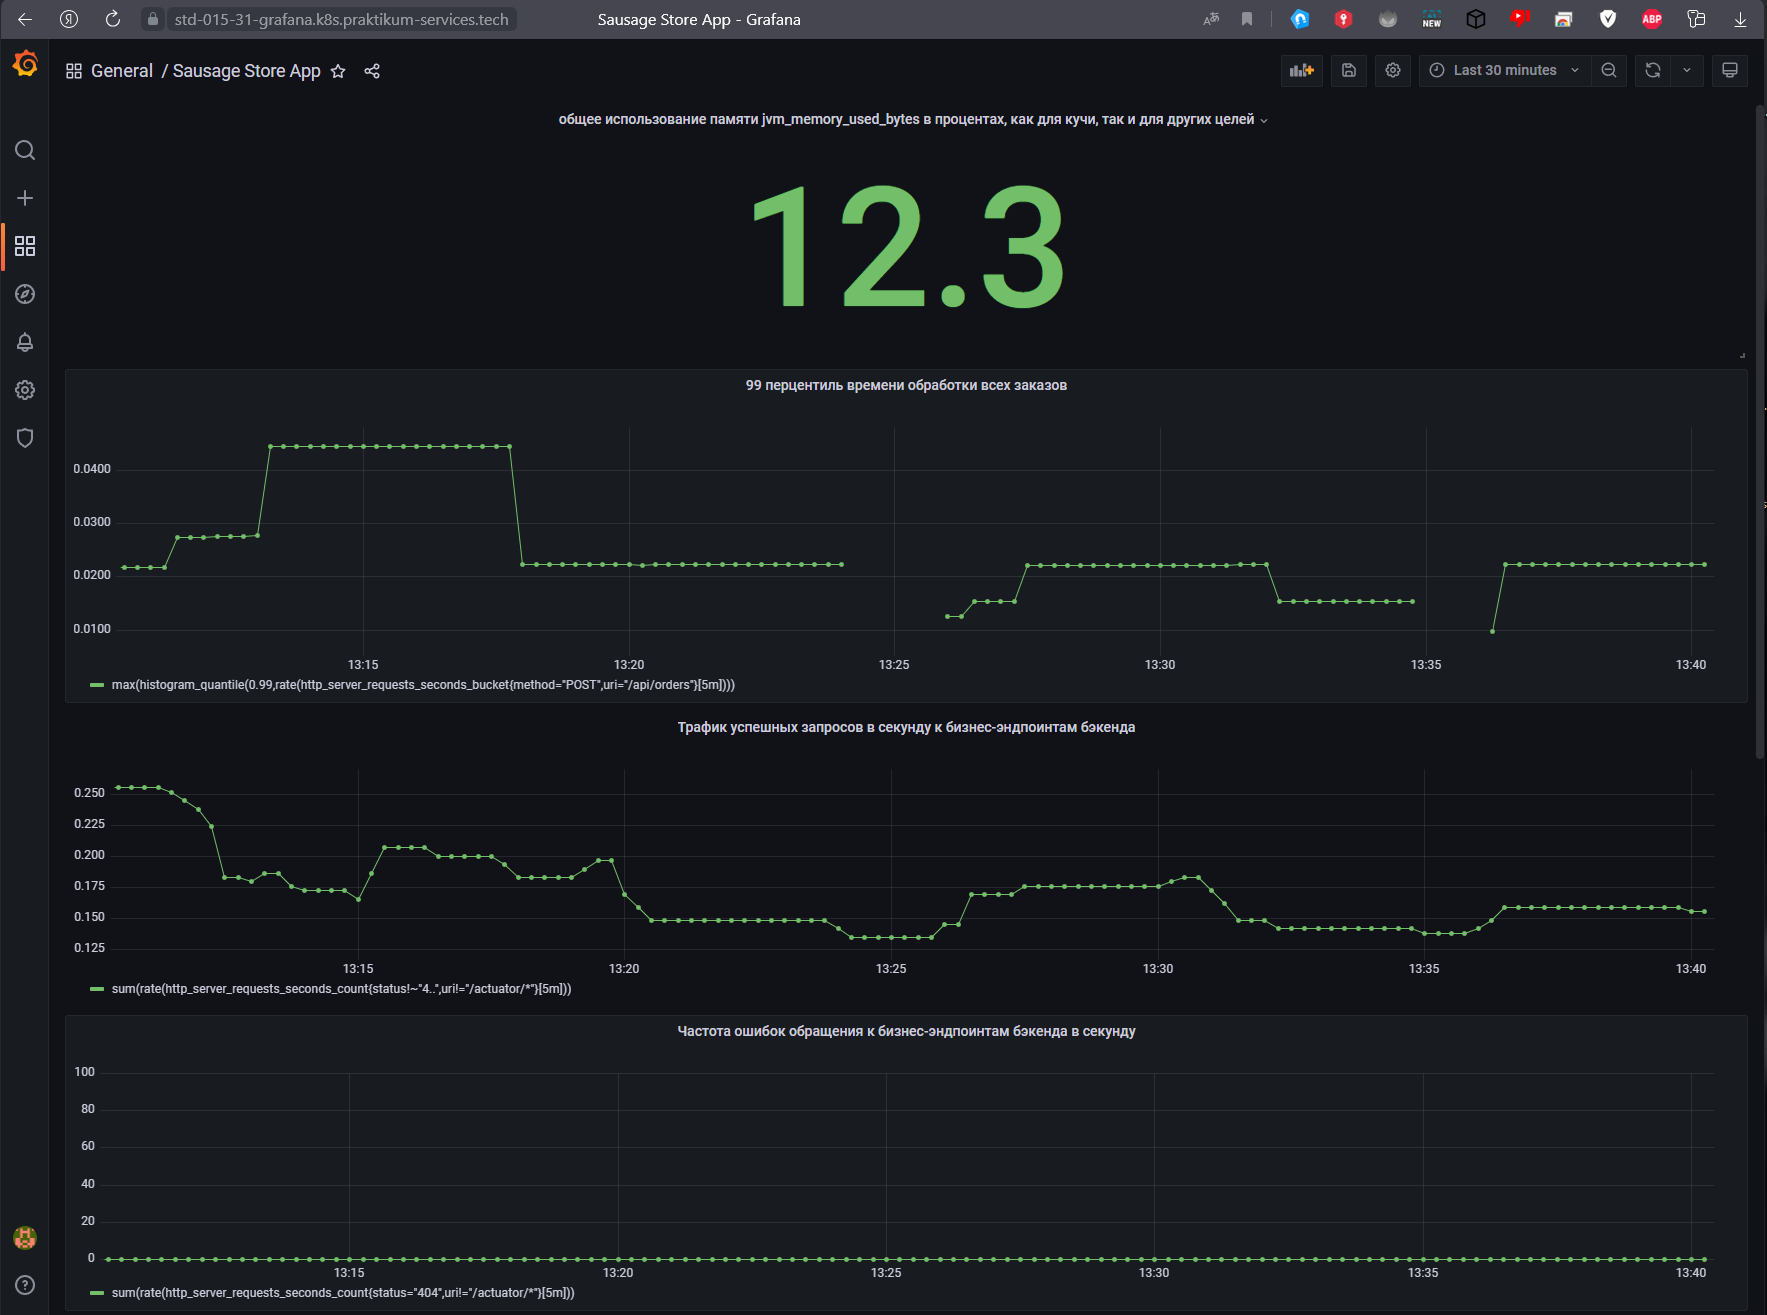 std-015-31-grafana.k8s.praktikum-services.tech
Sausage Store App - Grafana
NEW
ABP
General / Sausage Store App
Last 30 minutes
общее использование памяти jvm_memory_used_bytes в процентах, как для кучи, так и для других целей
12.3
99 перцентиль времени обработки всех заказов
0.0400
0.0300
0.0200
0.0100
13:15
13:20
13:25
13:30
13:35
13:40
max(histogram_quantile(0.99,rate(http_server_requests_seconds_bucket{method="POST",uri="/api/orders"}[5m])))
Трафик успешных запросов в секунду к бизнес-эндпоинтам бэкенда
0.250
0.225
0.200
0.175
0.150
0.125
13:15
13:20
13:25
13:30
13:35
13:40
sum(rate(http_server_requests_seconds_count{status!~"4..",uri!="/actuator/*"}[5m]))
Частота ошибок обращения к бизнес-эндпоинтам бэкенда в секунду
100
80
60
40
20
0
13:15
13:20
13:25
13:30
13:35
13:40
sum(rate(http_server_requests_seconds_count{status="404",uri!="/actuator/*"}[5m]))